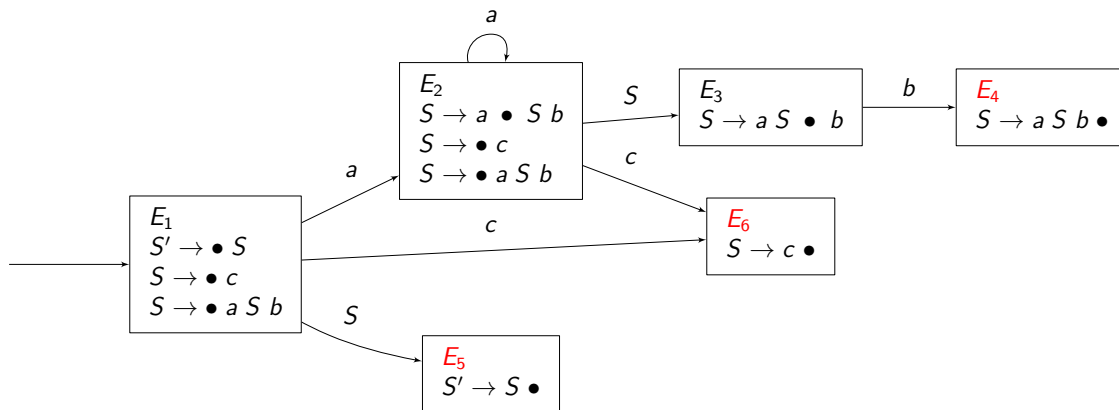 a
E2
S → a • S b
S → • c
S → • a S b
S
E3
S → a S • b
b
E4
S → a S b •
a
c
E6
S → c •
c
E1
S′ → • S
S → • c
S → • a S b
S
E5
S′ → S •